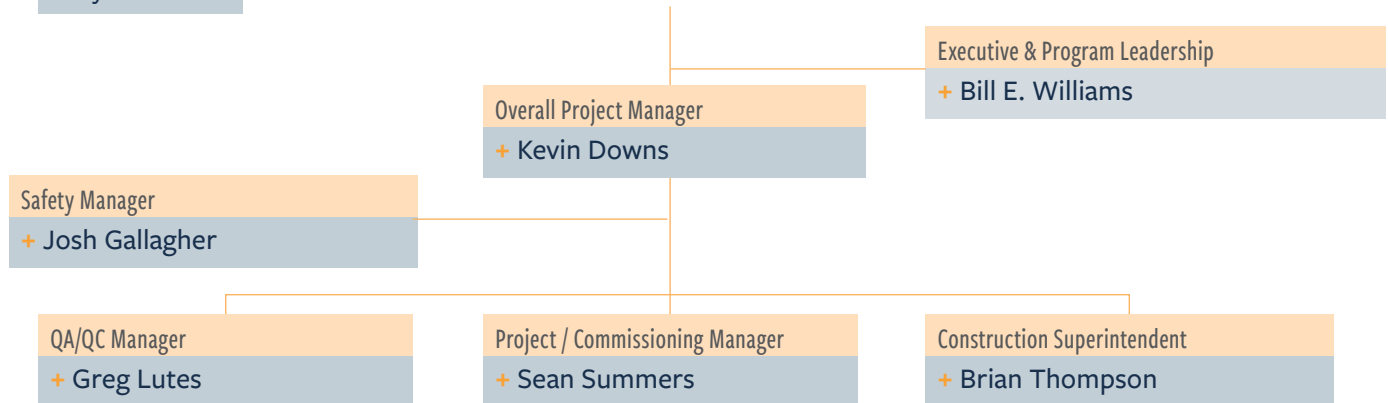 Executive & Program Leadership
+ Bill E. Williams
Overall Project Manager
+ Kevin Downs
Safety Manager
+ Josh Gallagher
QA/QC Manager
+ Greg Lutes
Project / Commissioning Manager
+ Sean Summers
Construction Superintendent
+ Brian Thompson